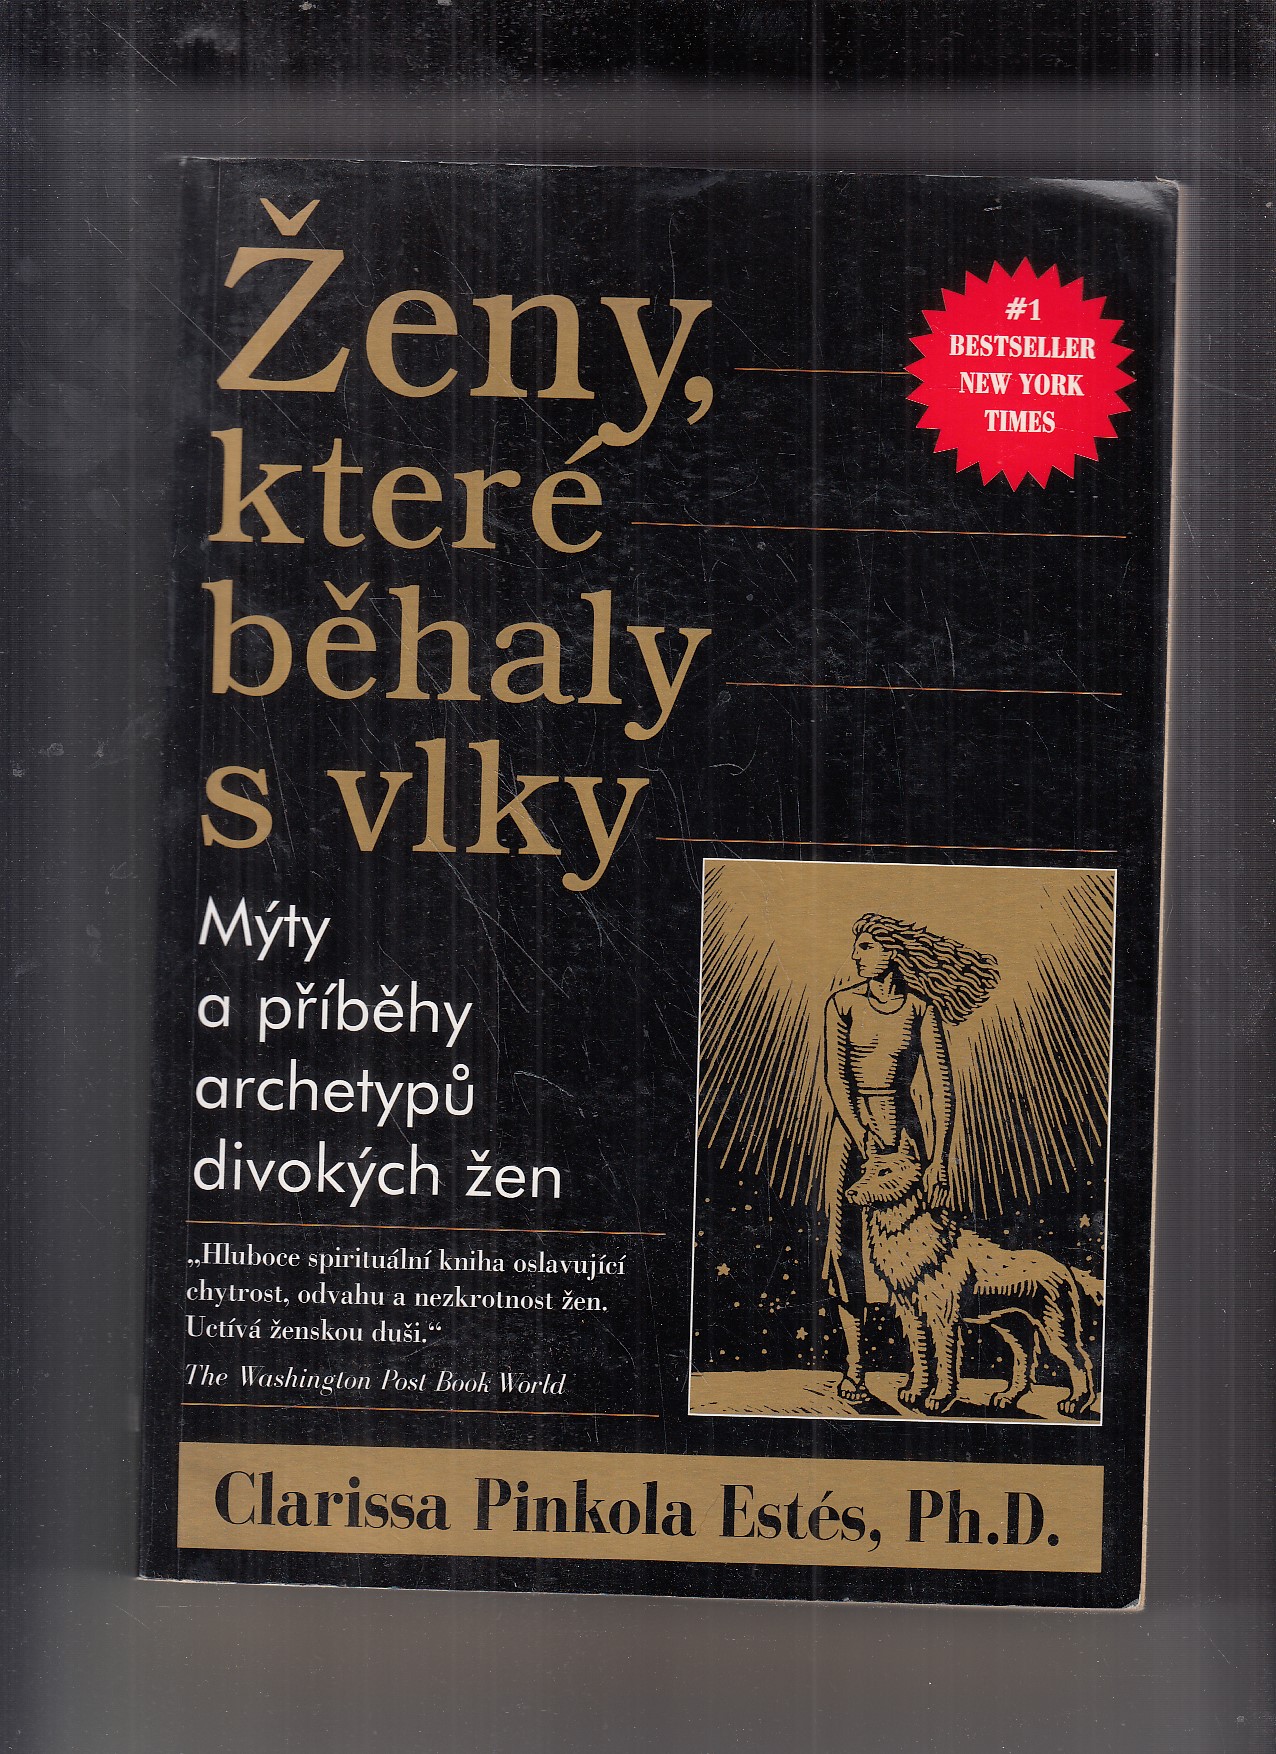 Ženy,
#1
BESTSELLER
NEW YORK
TIMES
které
běhaly
s vlky
Mýty
a příběhy
archetypů
divokých žen
„Hluboce spirituální kniha oslavující
chytrost, odvahu a nezkrotnost žen.
Uctívá ženskou duši.“
The Washington Post Book World
Clarissa Pinkola Estés, Ph.D.